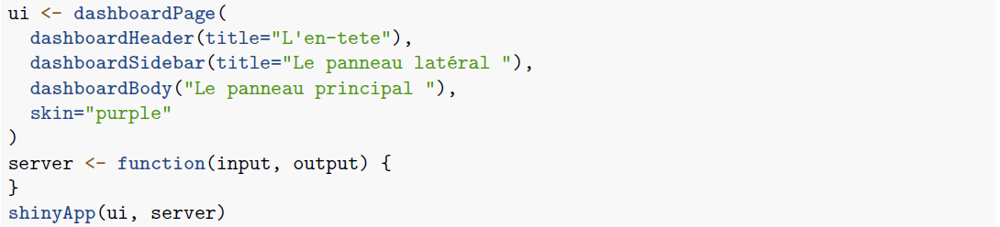 ui <- dashboardPage(
  dashboardHeader(title="L'en-tete"),
  dashboardSidebar(title="Le panneau latéral "),
  dashboardBody("Le panneau principal "),
  skin="purple"
)
server <- function(input, output) {
}
shinyApp(ui, server)